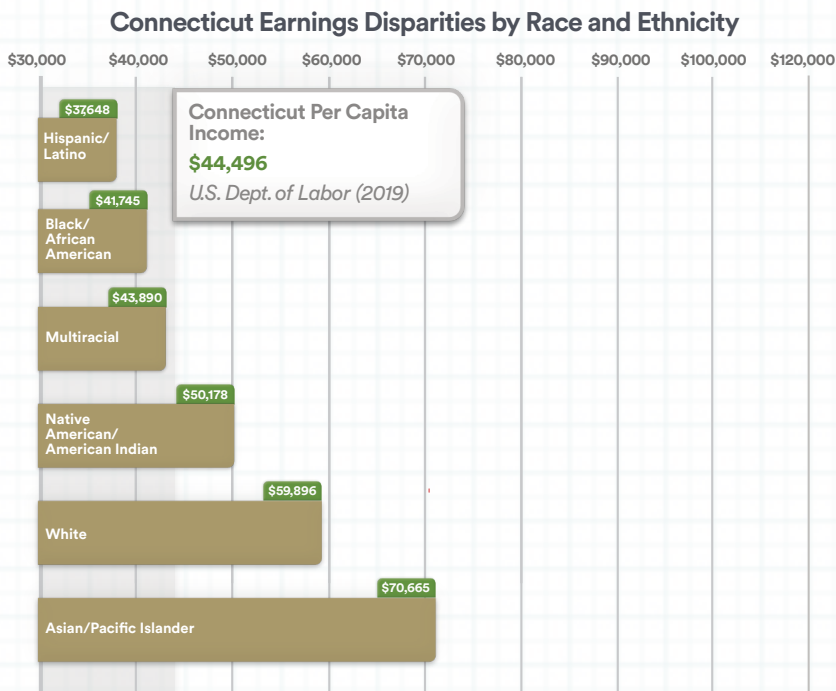 Connecticut Earnings Disparities by Race and Ethnicity
$30,000 $40,000 $50,000 $60,000 $70,000 $80,000 $90,000 $100,000 $120,000
Connecticut Per Capita
Income:
$44,496
U.S. Dept. of Labor (2019)
$37,648
Hispanic/
Latino
$41,745
Black/
African
American
$43,890
Multiracial
$50,178
Native
American/
American Indian
$59,896
White
$70,665
Asian/Pacific Islander